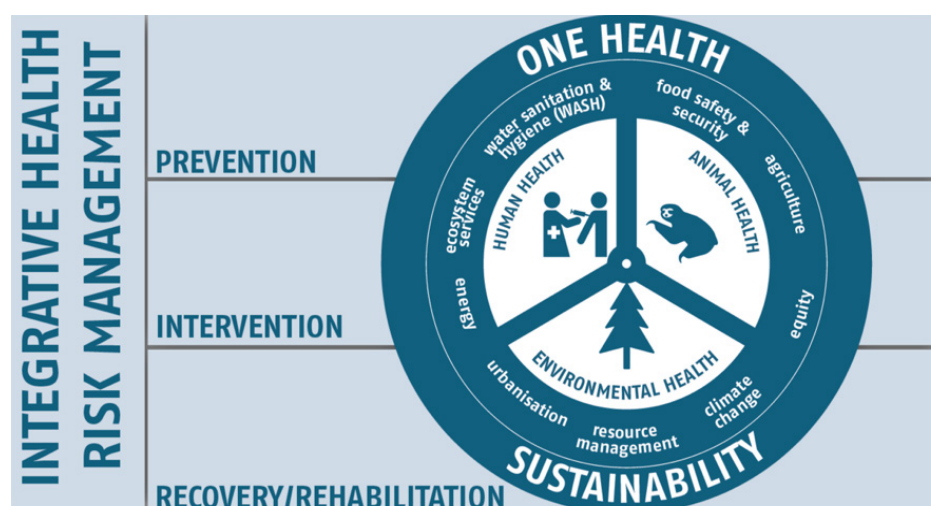 INTEGRATIVE HEALTH
RISK MANAGEMENT
PREVENTION
INTERVENTION
RECOVERY/REHABILITATION
ONE HEALTH
water sanitation &
hygiene (WASH)
food safety &
security
agriculture
equity
climate
change
resource
management
urbanisation
energy
ecosystem
services
HUMAN HEALTH
ANIMAL HEALTH
ENVIRONMENTAL HEALTH
SUSTAINABILITY